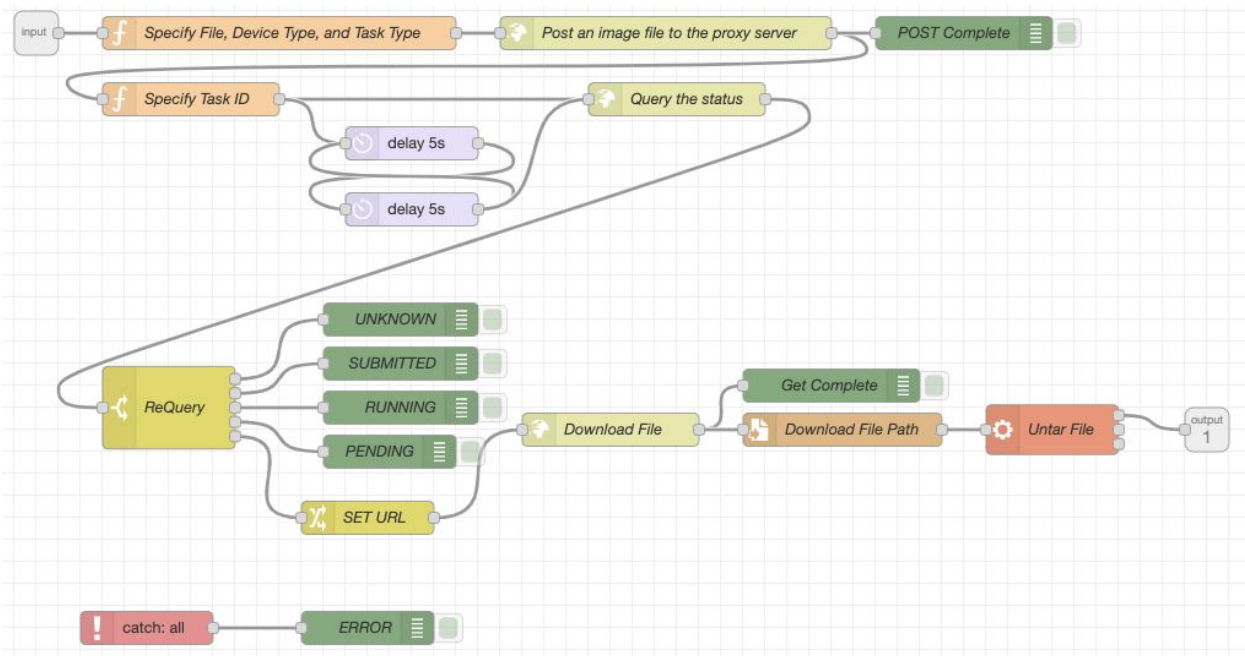 input
Specify File, Device Type, and Task Type
Post an image file to the proxy server
POST Complete
Specify Task ID
Query the status
delay 5s
delay 5s
UNKNOWN
SUBMITTED
RUNNING
PENDING
ReQuery
SET URL
Download File
Get Complete
Download File Path
Untar File
output
1
catch: all
ERROR